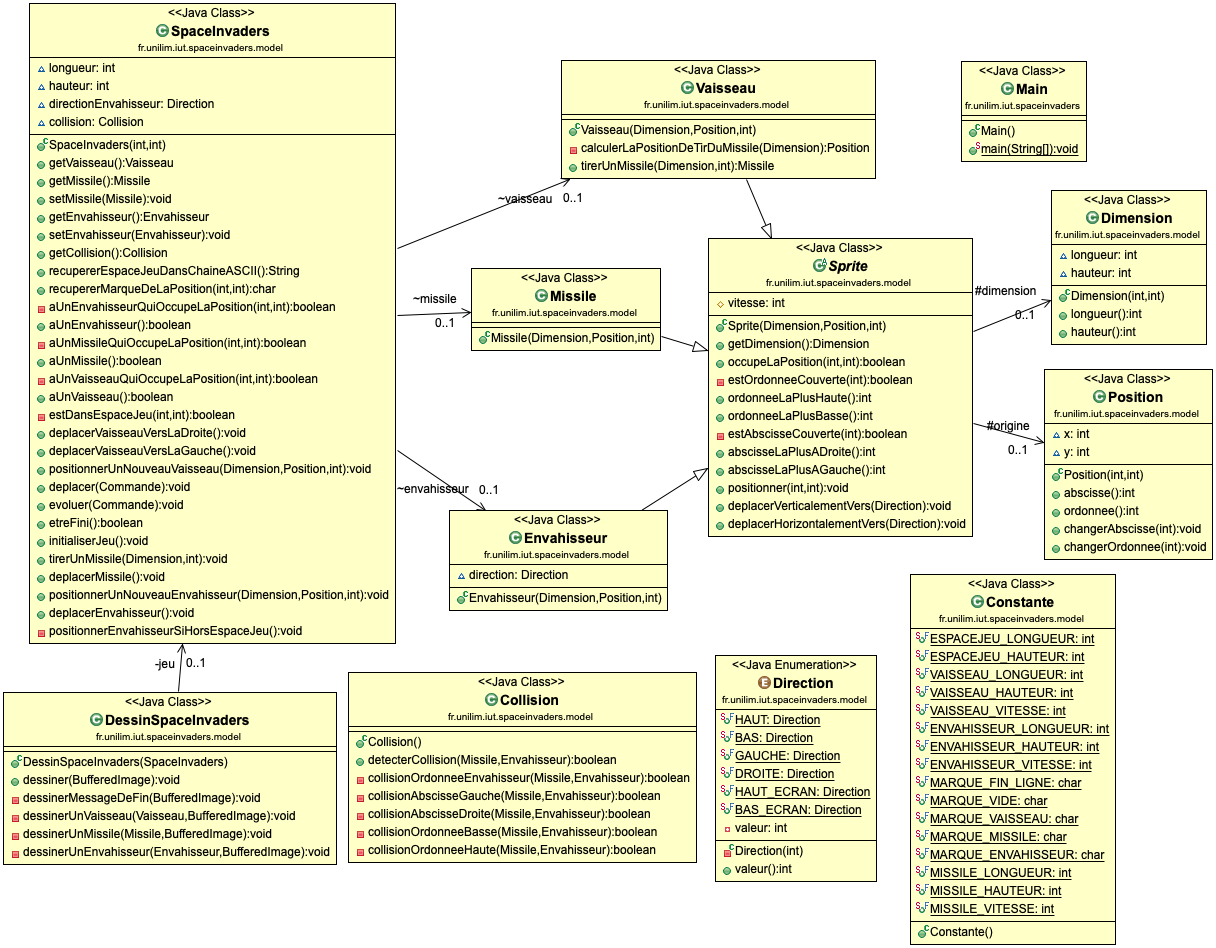 <<Java Class>>
SpaceInvaders
fr.unilim.iut.spaceinvaders.model
longueur: int
hauteur: int
directionEnvahisseur: Direction
collision: Collision
SpaceInvaders(int,int)
getVaisseau():Vaisseau
getMissile():Missile
setMissile(Missile):void
getEnvahisseur():Envahisseur
setEnvahisseur(Envahisseur):void
getCollision():Collision
recupererEspaceJeuDansChaineASCII():String
recupererMarqueDeLaPosition(int,int):char
aUnEnvahisseurQuiOccupeLaPosition(int,int):boolean
aUnEnvahisseur():boolean
aUnMissileQuiOccupeLaPosition(int,int):boolean
aUnMissile():boolean
aUnVaisseauQuiOccupeLaPosition(int,int):boolean
aUnVaisseau():boolean
estDansEspaceJeu(int,int):boolean
deplacerVaisseauVersLaDroite():void
deplacerVaisseauVersLaGauche():void
positionnerUnNouveauVaisseau(Dimension,Position,int):void
deplacer(Commande):void
evoluer(Commande):void
etreFini():boolean
initialiserJeu():void
tirerUnMissile(Dimension,int):void
deplacerMissile():void
positionnerUnNouveauEnvahisseur(Dimension,Position,int):void
deplacerEnvahisseur():void
positionnerEnvahisseurSiHorsEspaceJeu():void
<<Java Class>>
Vaisseau
fr.unilim.iut.spaceinvaders.model
Vaisseau(Dimension,Position,int)
calculerLaPositionDeTirDuMissile(Dimension):Position
tirerUnMissile(Dimension,int):Missile
<<Java Class>>
Main
fr.unilim.iut.spaceinvaders
Main()
main(String[]):void
~vaisseau
0..1
<<Java Class>>
Dimension
fr.unilim.iut.spaceinvaders.model
longueur: int
hauteur: int
Dimension(int,int)
longueur():int
hauteur():int
<<Java Class>>
Sprite
fr.unilim.iut.spaceinvaders.model
vitesse: int
Sprite(Dimension,Position,int)
getDimension():Dimension
occupeLaPosition(int,int):boolean
estOrdonneeCouverte(int):boolean
ordonneeLaPlusHaute():int
ordonneeLaPlusBasse():int
estAbscisseCouverte(int):boolean
abscisseLaPlusADroite():int
abscisseLaPlusAGauche():int
positionner(int,int):void
deplacerVerticalementVers(Direction):void
deplacerHorizontalementVers(Direction):void
#dimension
0..1
~missile
0..1
<<Java Class>>
Missile
fr.unilim.iut.spaceinvaders.model
Missile(Dimension,Position,int)
<<Java Class>>
Position
fr.unilim.iut.spaceinvaders.model
x: int
y: int
Position(int,int)
abscisse():int
ordonnee():int
changerAbscisse(int):void
changerOrdonnee(int):void
#origine
0..1
~envahisseur
0..1
<<Java Class>>
Envahisseur
fr.unilim.iut.spaceinvaders.model
direction: Direction
Envahisseur(Dimension,Position,int)
-jeu
0..1
<<Java Class>>
DessinSpaceInvaders
fr.unilim.iut.spaceinvaders.model
DessinSpaceInvaders(SpaceInvaders)
dessiner(BufferedImage):void
dessinerMessageDeFin(BufferedImage):void
dessinerUnVaisseau(Vaisseau,BufferedImage):void
dessinerUnMissile(Missile,BufferedImage):void
dessinerUnEnvahisseur(Envahisseur,BufferedImage):void
<<Java Class>>
Collision
fr.unilim.iut.spaceinvaders.model
Collision()
detecterCollision(Missile,Envahisseur):boolean
collisionOrdonneeEnvahisseur(Missile,Envahisseur):boolean
collisionAbscisseGauche(Missile,Envahisseur):boolean
collisionAbscisseDroite(Missile,Envahisseur):boolean
collisionOrdonneeBasse(Missile,Envahisseur):boolean
collisionOrdonneeHaute(Missile,Envahisseur):boolean
<<Java Enumeration>>
Direction
fr.unilim.iut.spaceinvaders.model
HAUT: Direction
BAS: Direction
GAUCHE: Direction
DROITE: Direction
HAUT_ECRAN: Direction
BAS_ECRAN: Direction
valeur: int
Direction(int)
valeur():int
<<Java Class>>
Constante
fr.unilim.iut.spaceinvaders.model
ESPACEJEU_LONGUEUR: int
ESPACEJEU_HAUTEUR: int
VAISSEAU_LONGUEUR: int
VAISSEAU_HAUTEUR: int
VAISSEAU_VITESSE: int
ENVAHISSEUR_LONGUEUR: int
ENVAHISSEUR_HAUTEUR: int
ENVAHISSEUR_VITESSE: int
MARQUE_FIN_LIGNE: char
MARQUE_VIDE: char
MARQUE_VAISSEAU: char
MARQUE_MISSILE: char
MARQUE_ENVAHISSEUR: char
MISSILE_LONGUEUR: int
MISSILE_HAUTEUR: int
MISSILE_VITESSE: int
Constante()